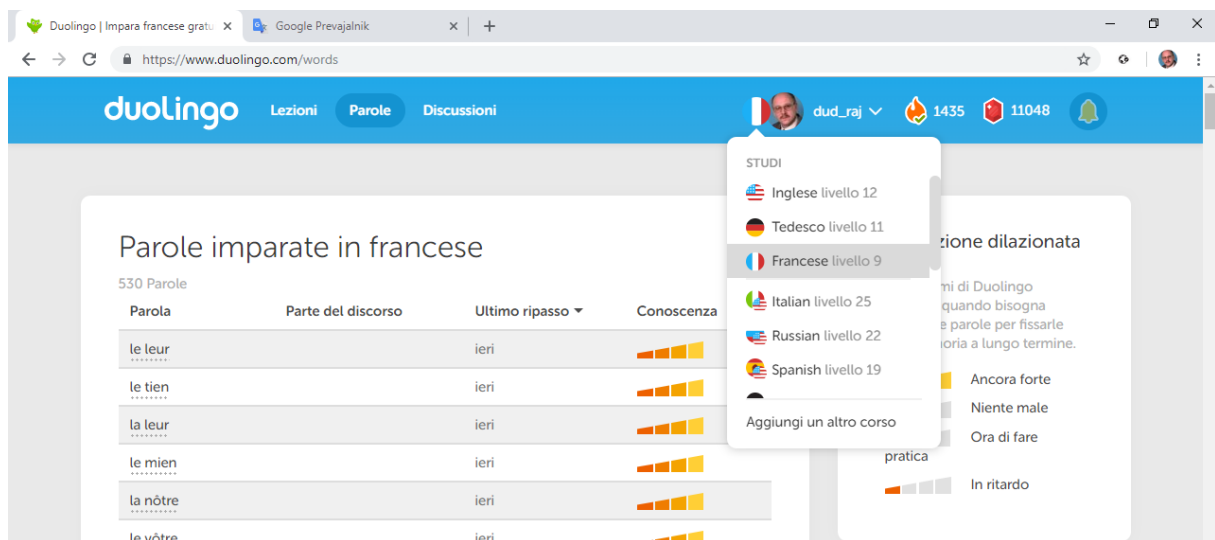 Duolingo | Impara francese gratu
Google Prevajalnik
https://www.duolingo.com/words
duolingo Lezioni Parole Discussioni dud_raj 1435 11048
STUDI
Inglese livello 12
Tedesco livello 11
Francese livello 9
Italian livello 25
Russian livello 22
Spanish livello 19
Aggiungi un altro corso
Parole imparate in francese
530 Parole
Parola Parte del discorso Ultimo ripasso Conoscenza
le leur ieri
le tien ieri
la leur ieri
le mien ieri
la nôtre ieri
le vôtre ieri
zione dilazionata
mi di Duolingo
quando bisogna
e parole per fissarle
oria a lungo termine.
Ancora forte
Niente male
Ora di fare
pratica
In ritardo